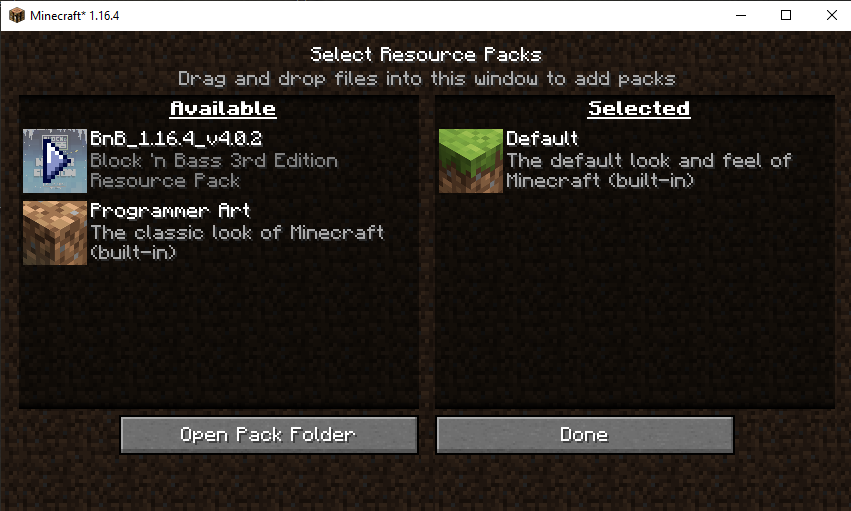 Minecraft* 1.16.4
Select Resource Packs
Drag and drop files into this window to add packs
Available
BnB_1.16.4_v4.0.2
Block 'n Bass 3rd Edition
Resource Pack
Programmer Art
The classic look of Minecraft
(built-in)
Selected
Default
The default look and feel of
Minecraft (built-in)
Open Pack Folder
Done